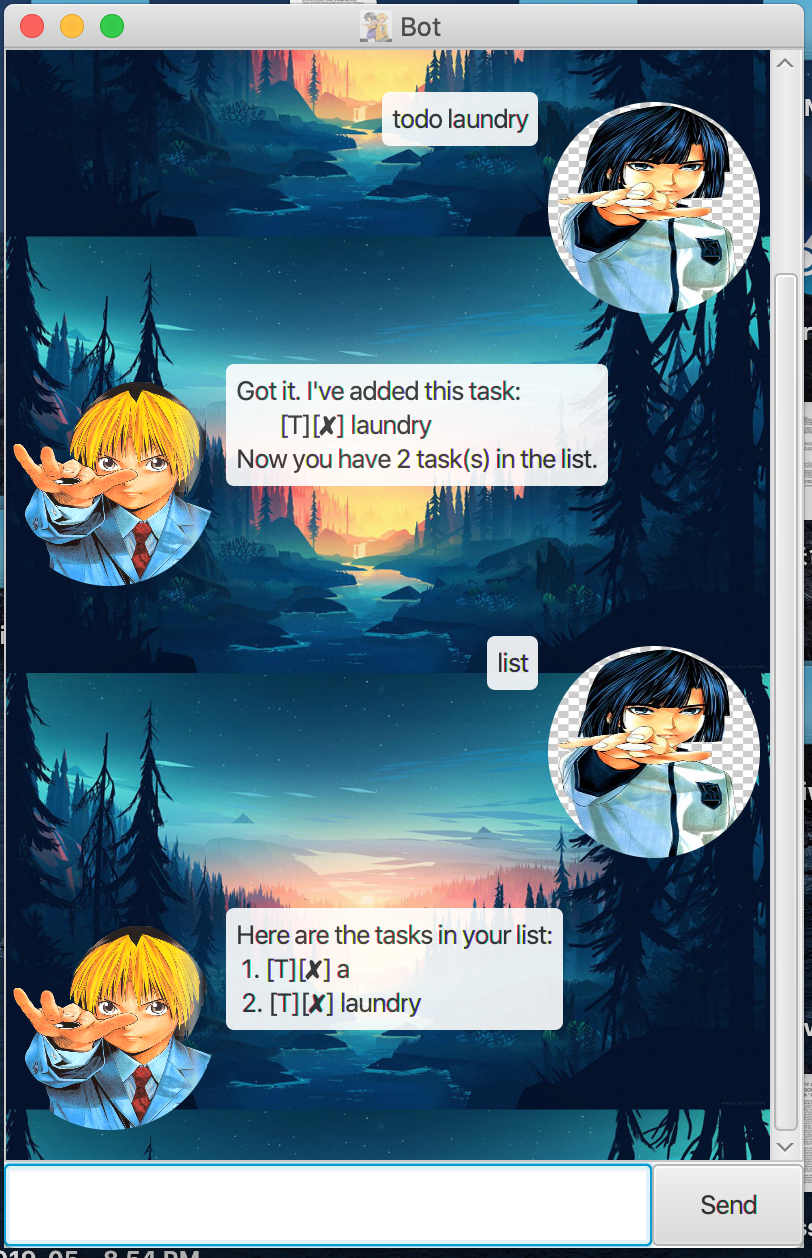 Bot
todo laundry
Got it. I've added this task:
[T][✘] laundry
Now you have 2 task(s) in the list.
list
Here are the tasks in your list:
1. [T][✘] a
2. [T][✘] laundry
Send